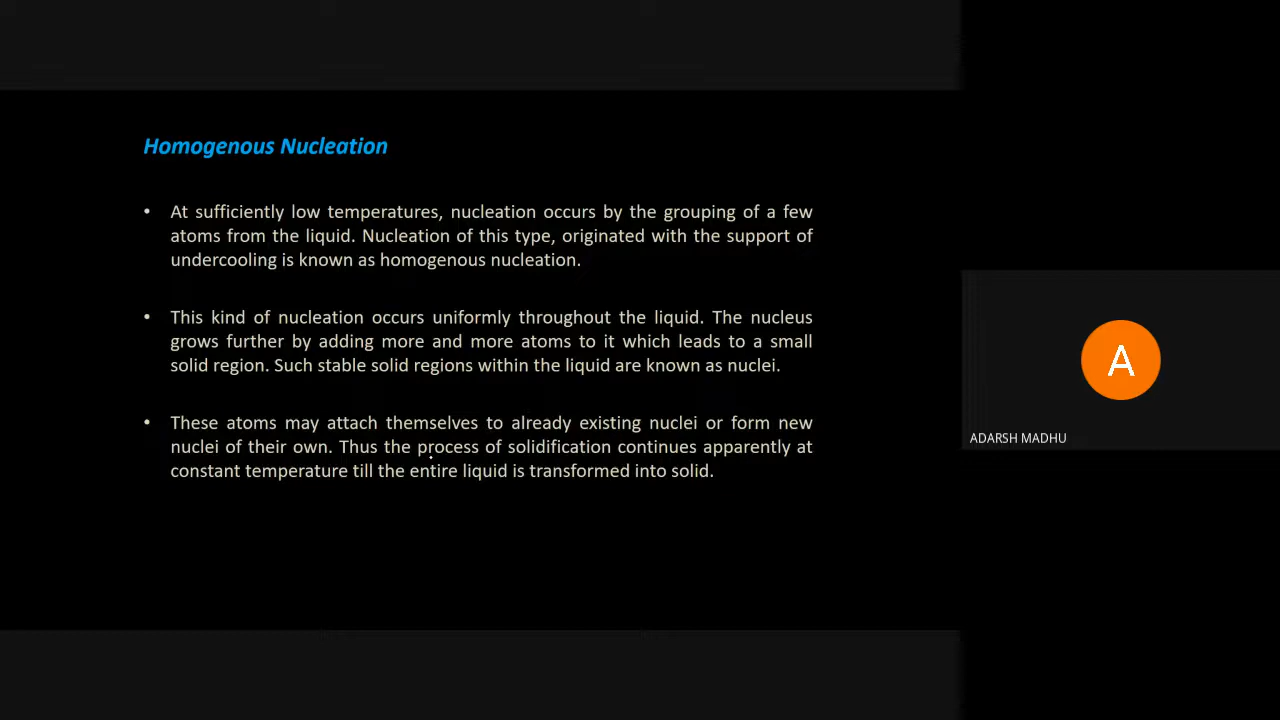 Homogenous Nucleation
• At sufficiently low temperatures, nucleation occurs by the grouping of a few
atoms from the liquid. Nucleation of this type, originated with the support of
undercooling is known as homogenous nucleation.
• This kind of nucleation occurs uniformly throughout the liquid. The nucleus
grows further by adding more and more atoms to it which leads to a small
solid region. Such stable solid regions within the liquid are known as nuclei.
• These atoms may attach themselves to already existing nuclei or form new
nuclei of their own. Thus the process of solidification continues apparently at
constant temperature till the entire liquid is transformed into solid.
A
ADARSH MADHU